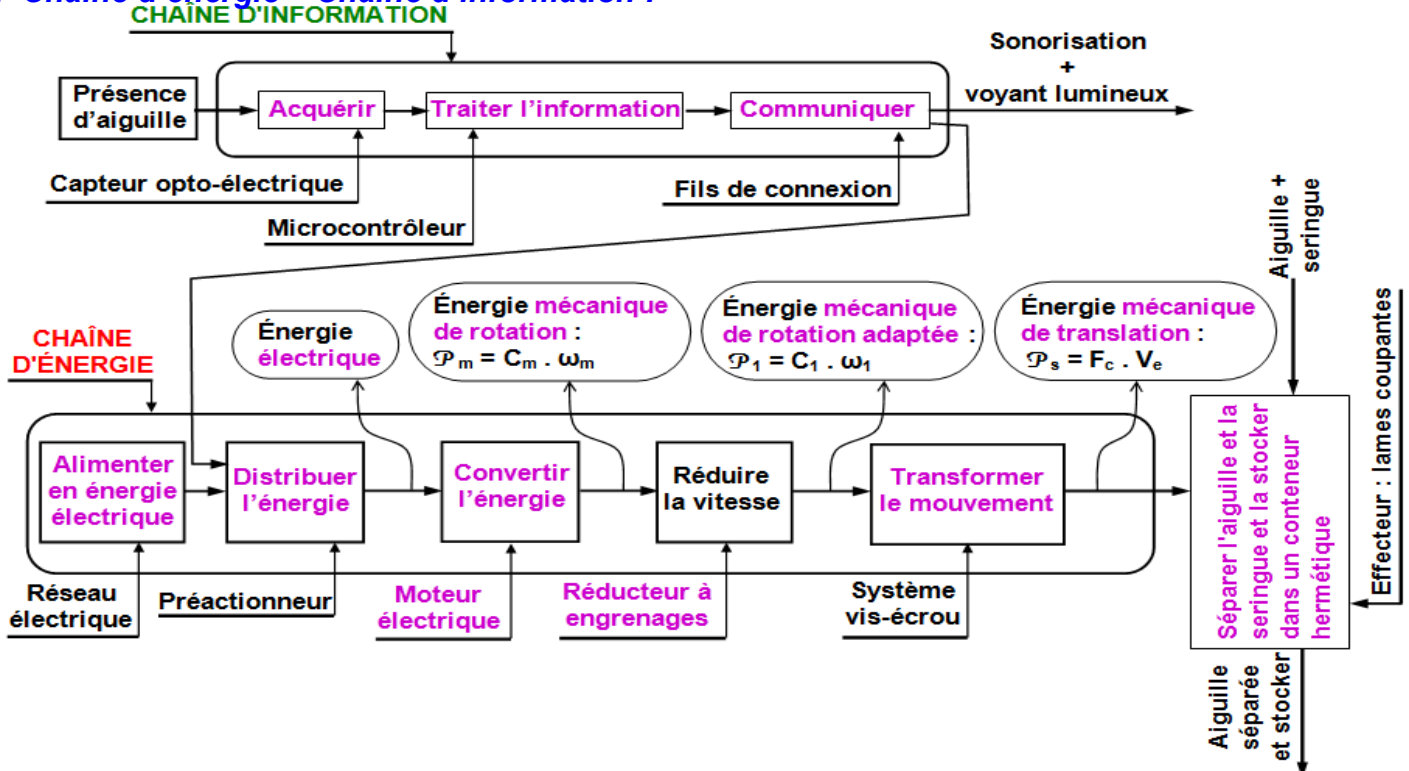 Chaîne d'énergie – Chaîne d'information :
CHAÎNE D'INFORMATION
Présence
d'aiguille
Acquérir
Traiter l'information
Communiquer
Sonorisation
+
voyant lumineux
Capteur opto-électrique
Microcontrôleur
Fils de connexion
Aiguille +
seringue
CHAÎNE
D'ÉNERGIE
Énergie
électrique
Énergie mécanique
de rotation :
𝒫m = Cm . ωm
Énergie mécanique
de rotation adaptée :
𝒫1 = C1 . ω1
Énergie mécanique
de translation :
𝒫s = Fc . Ve
Alimenter
en énergie
électrique
Distribuer
l'énergie
Convertir
l'énergie
Réduire
la vitesse
Transformer
le mouvement
Séparer l'aiguille et la
seringue et la stocker
dans un conteneur
hermétique
Effecteur : lames coupantes
Réseau
électrique
Préactionneur
Moteur
électrique
Réducteur à
engrenages
Système
vis-écrou
Aiguille
séparée
et stocker